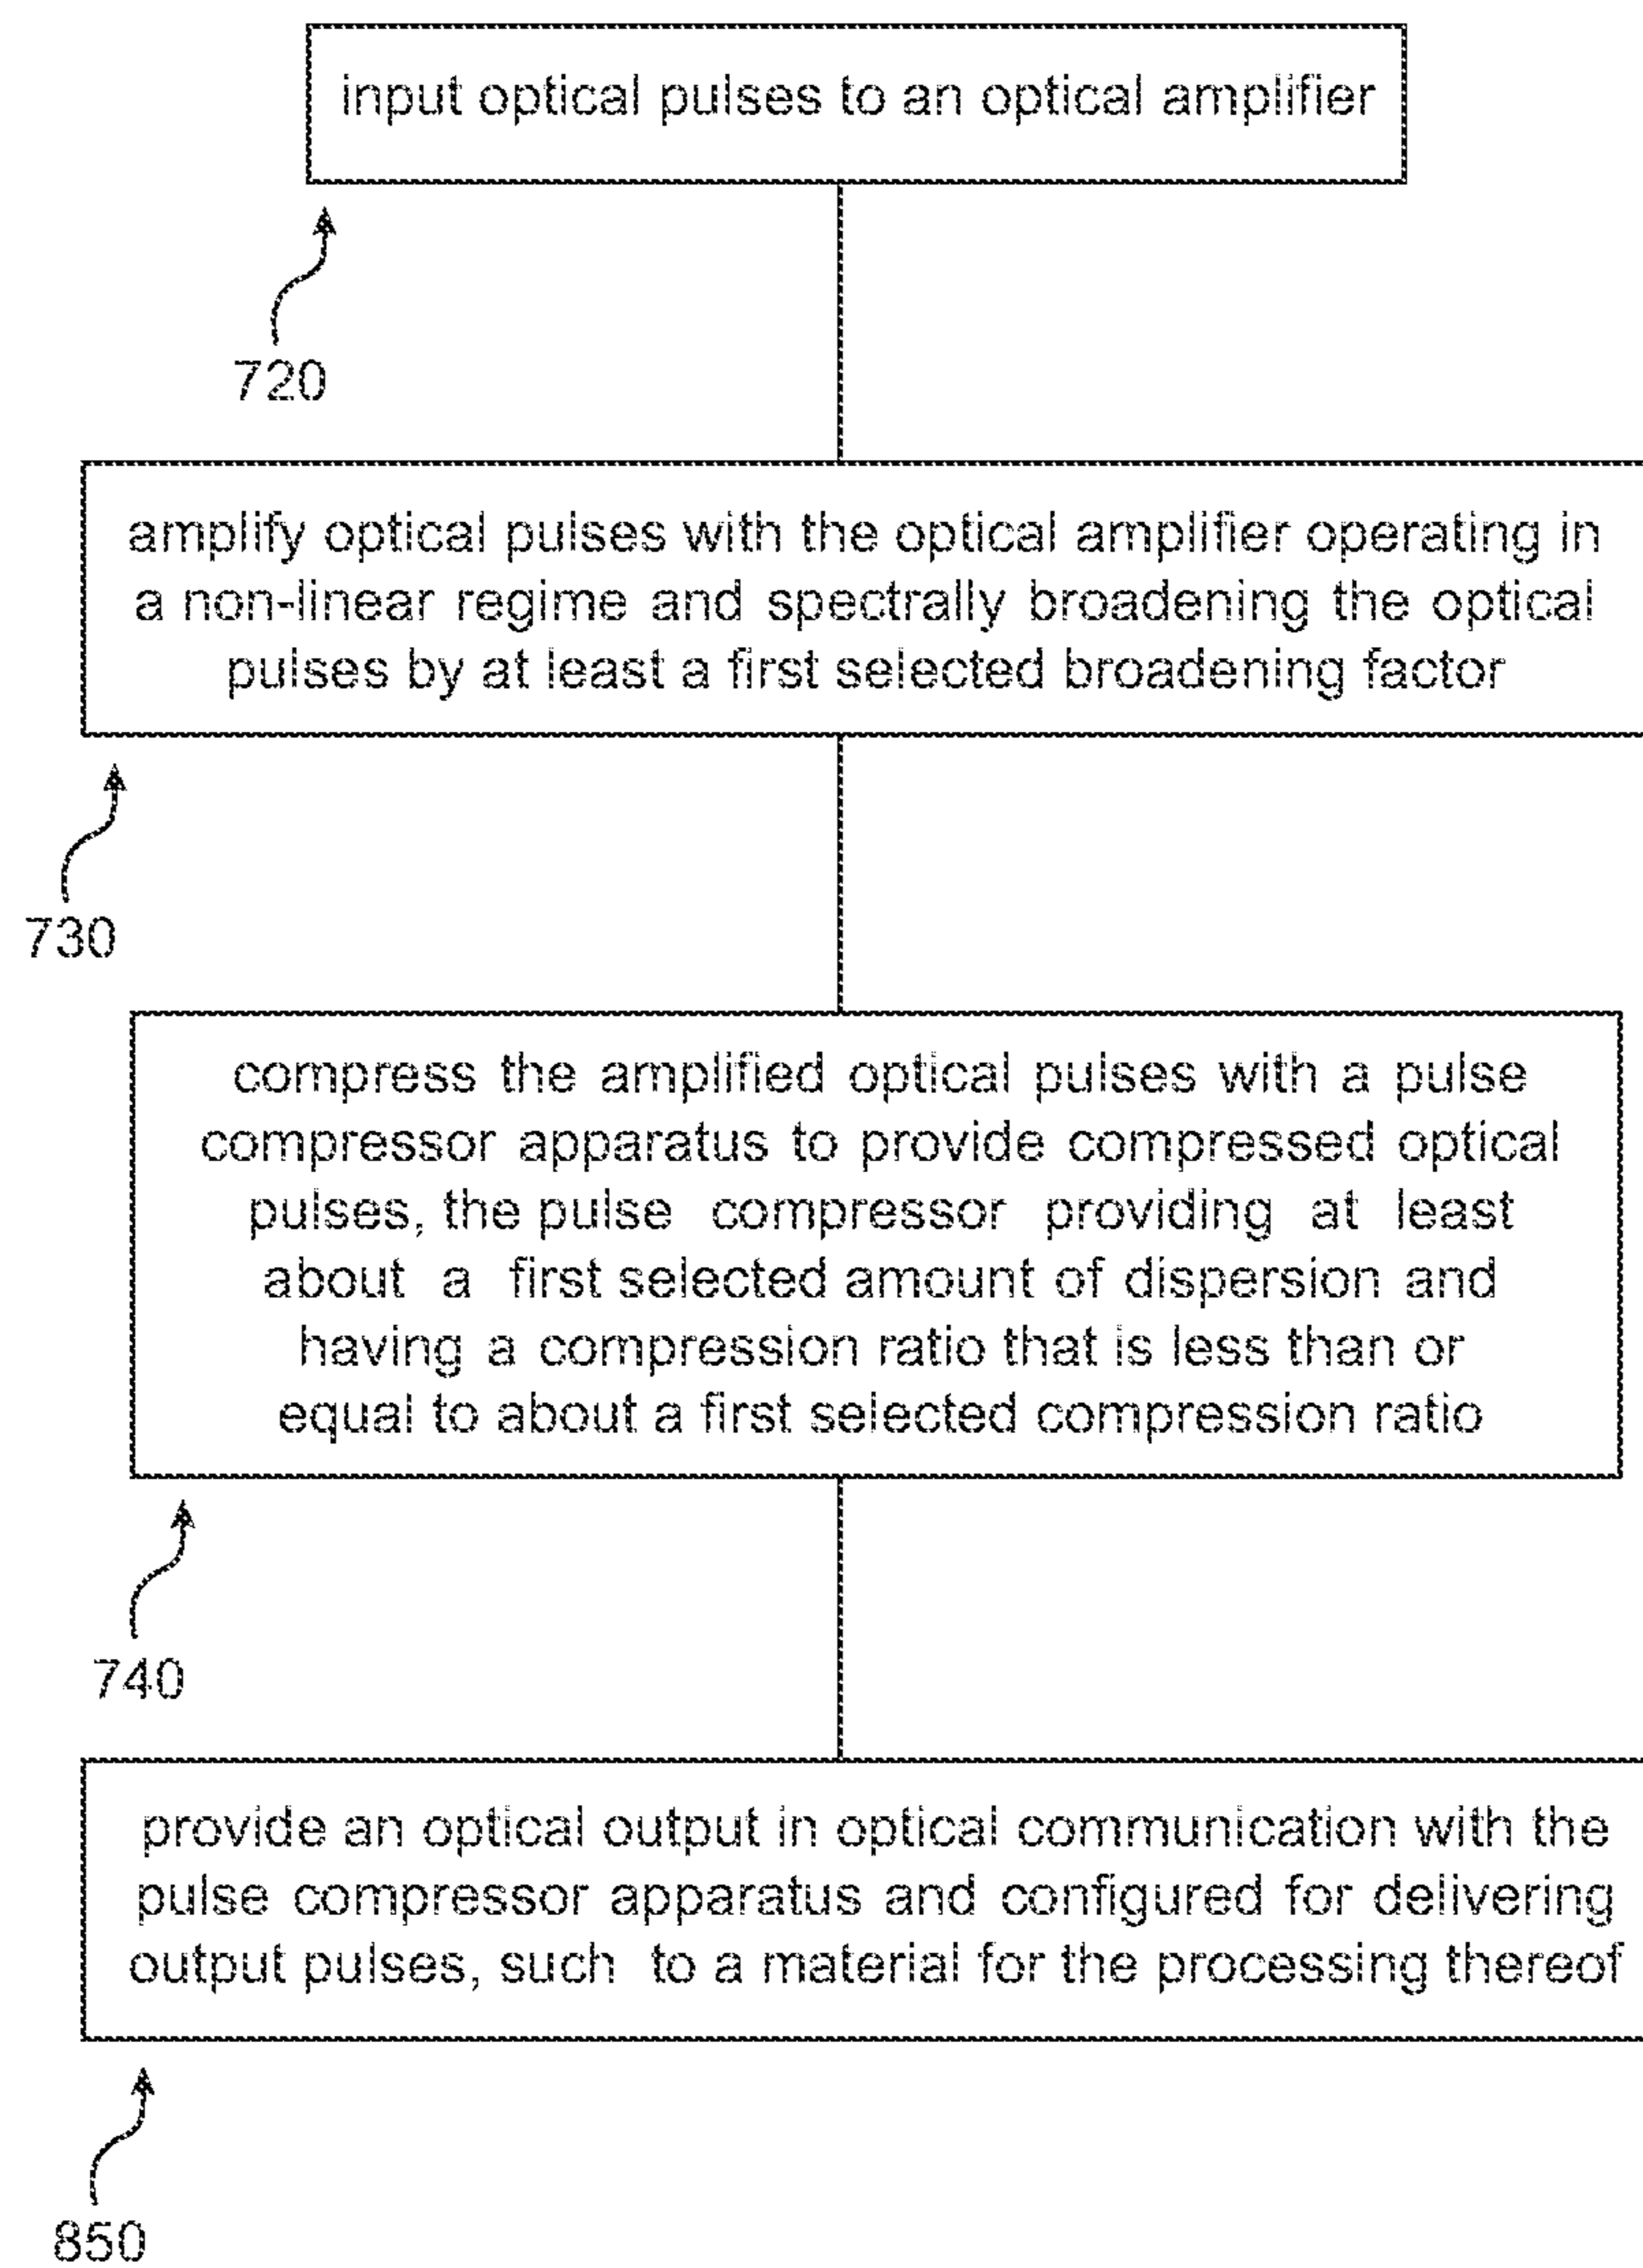 input optical pulses to an optical amplifier
720
amplify optical pulses with the optical amplifier operating in
a non-linear regime and spectrally broadening the optical
pulses by at least a first selected broadening factor
730
compress the amplified optical pulses with a pulse
compressor apparatus to provide compressed optical
pulses, the pulse compressor providing at least
about a first selected amount of dispersion and
having a compression ratio that is less than or
equal to about a first selected compression ratio
740
provide an optical output in optical communication with the
pulse compressor apparatus and configured for delivering
output pulses, such to a material for the processing thereof
850